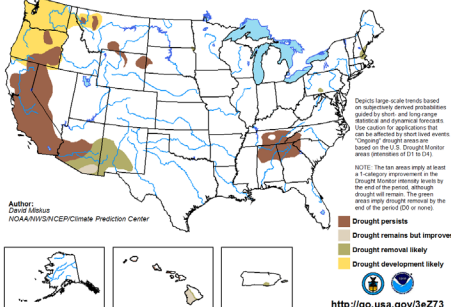 Depicts large-scale trends based
on subjectively derived probabilities
guided by short- and long-range
statistical and dynamical forecasts.
Use caution for applications that
can be affected by short lived events.
"Ongoing" drought areas are
based on the U.S. Drought Monitor
areas (intensities of D1 to D4).
NOTE: The tan areas imply at least
a 1-category improvement in the
Drought Monitor intensity levels by
the end of the period, although
drought will remain. The green
areas imply drought removal by the
end of the period (D0 or none).
Author:
David Miskus
NOAA/NWS/NCEP/Climate Prediction Center
Drought persists
Drought remains but improves
Drought removal likely
Drought development likely
http://go.usa.gov/3eZ73